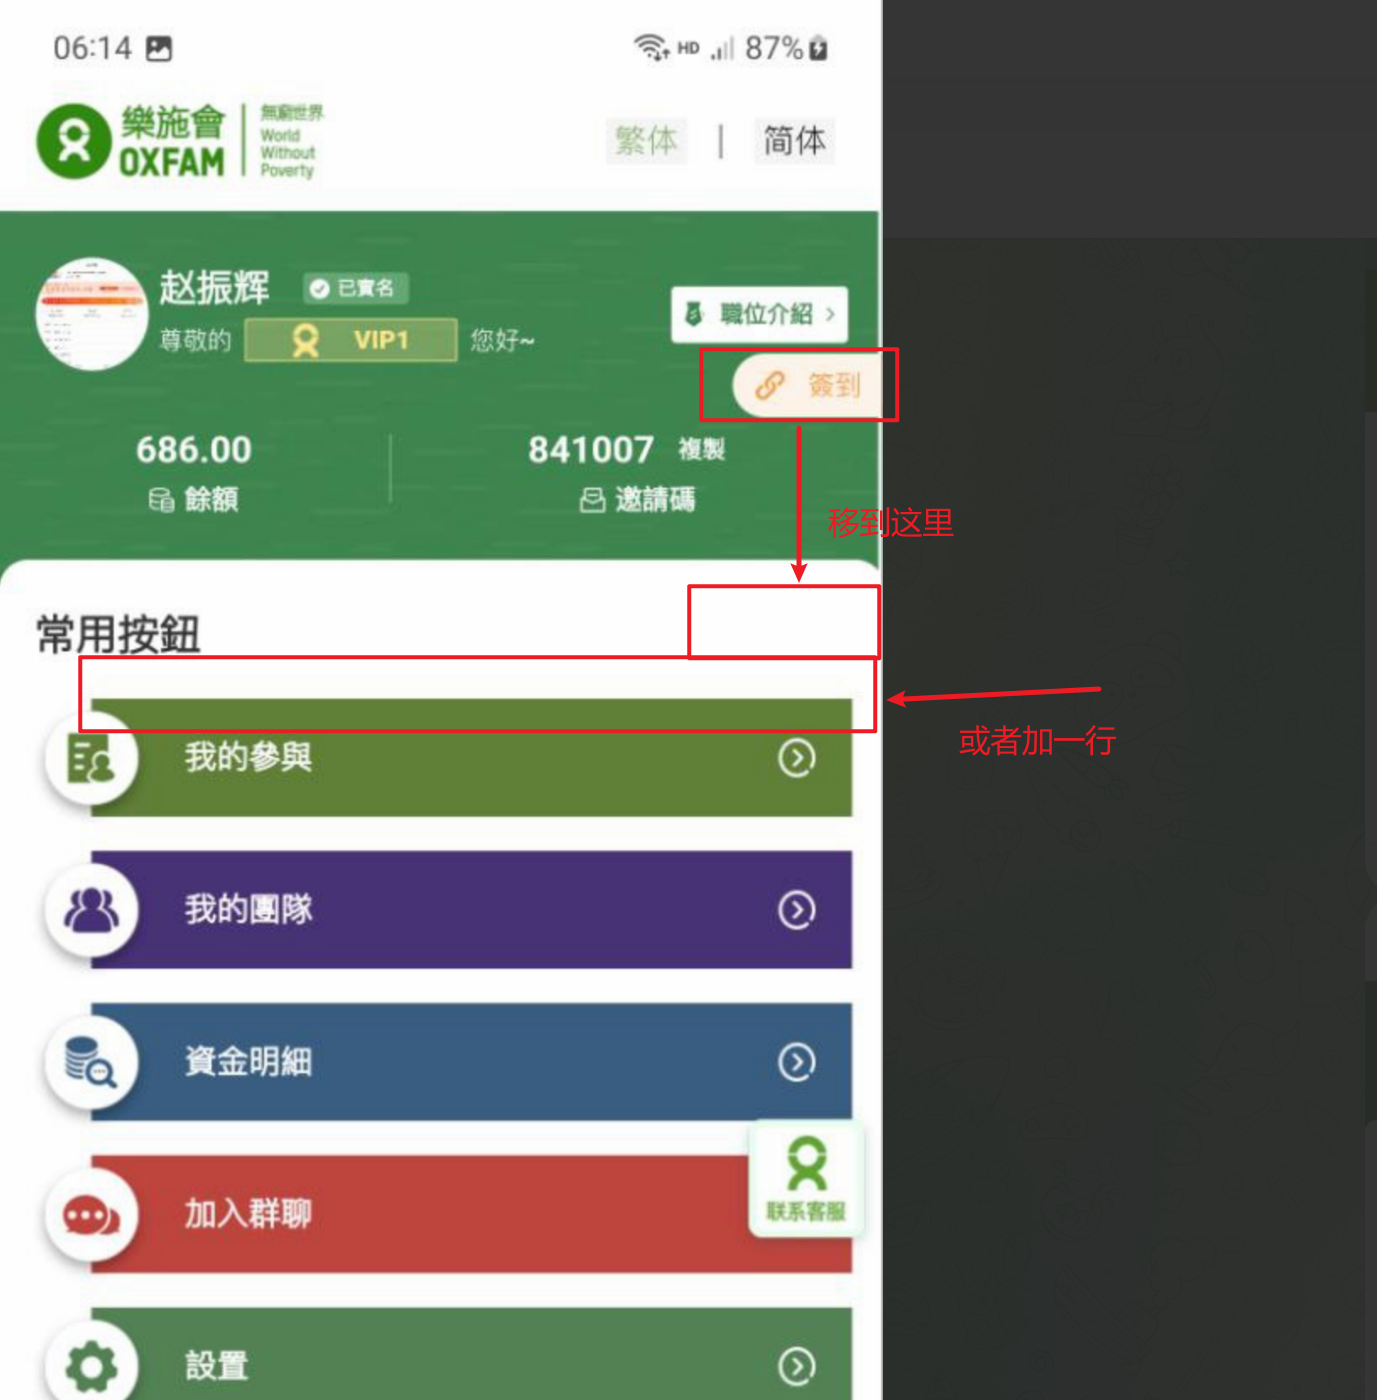 06:14
HD 87%
樂施會
OXFAM
無窮世界
World
Without
Poverty
繁体 | 简体
赵振辉 已實名
尊敬的 VIP1 您好~
職位介紹 >
簽到
686.00
餘額
841007 複製
邀請碼
移到这里
常用按鈕
或者加一行
我的參與
我的團隊
資金明細
加入群聊
联系客服
設置